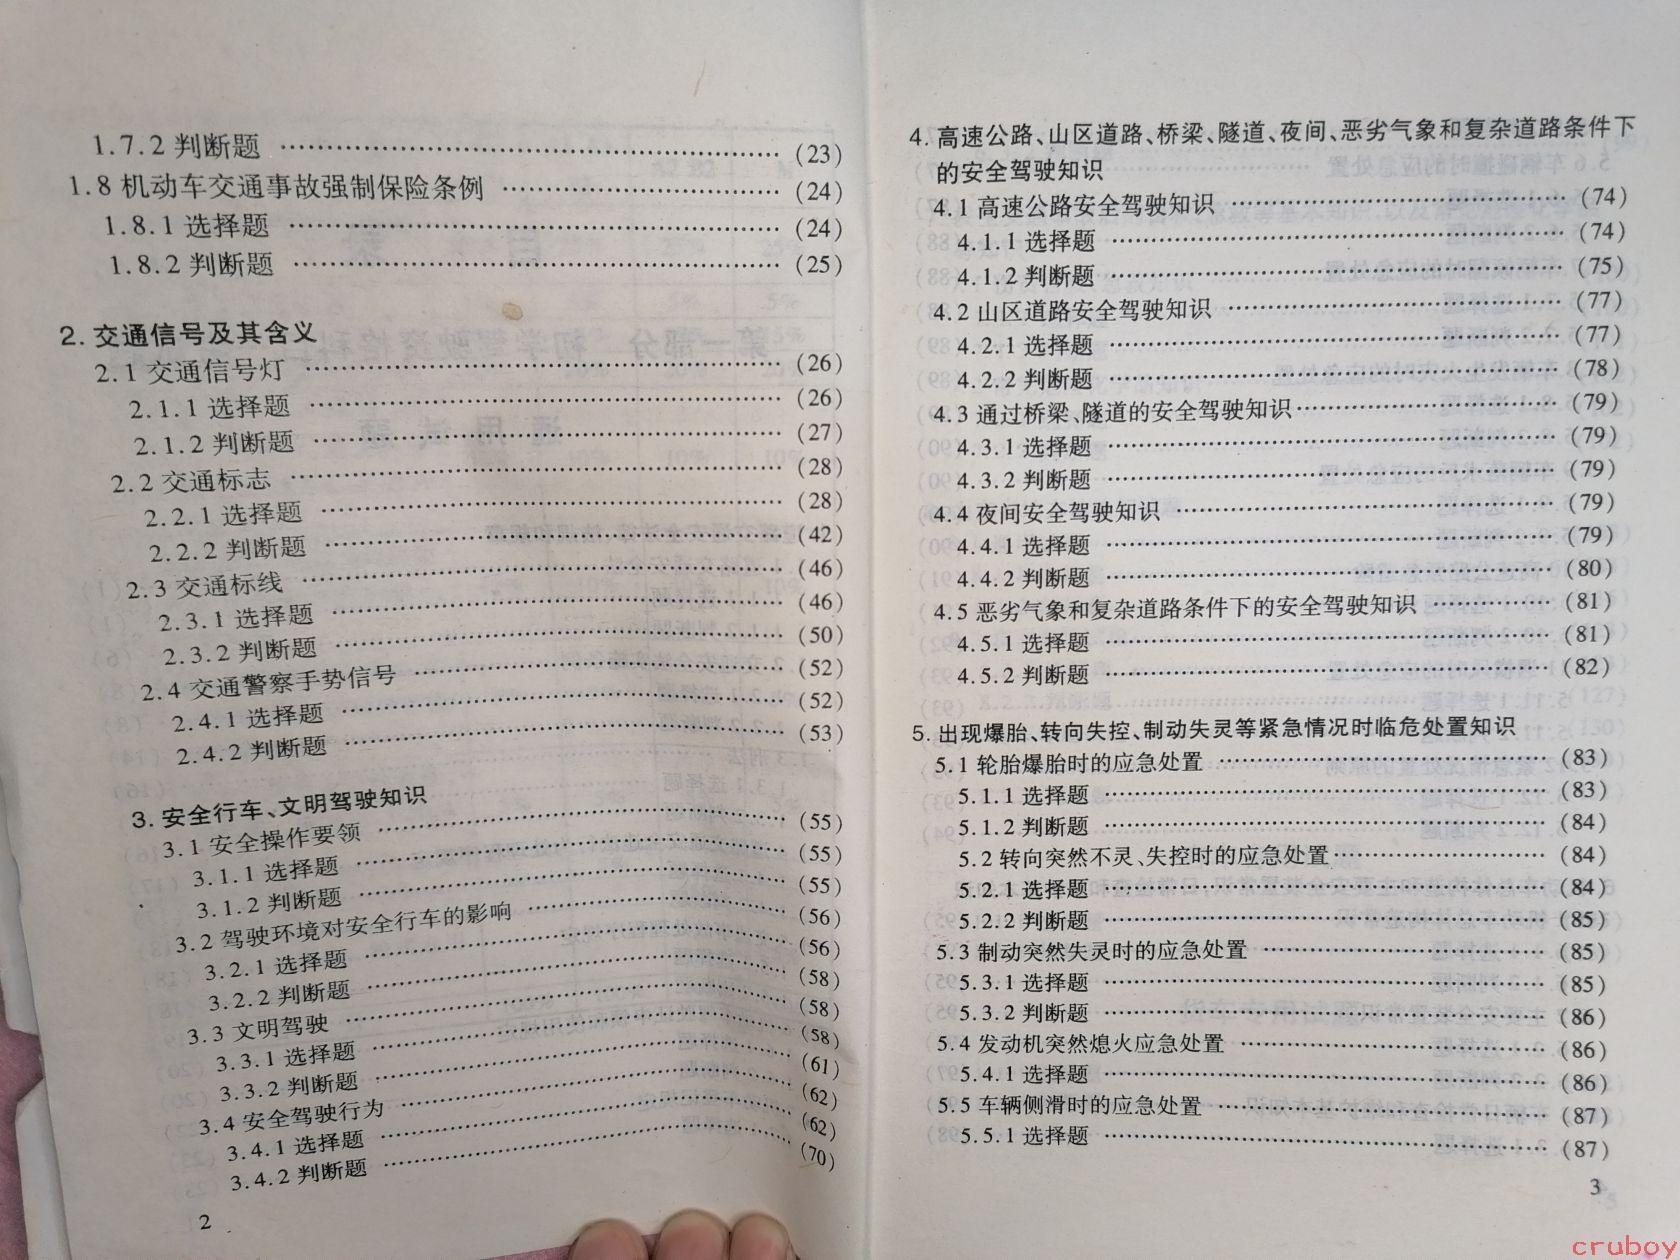 1.7.2 判断题 ……………………………………… (23)
1.8 机动车交通事故强制保险条例 …………………… (24)
1.8.1 选择题 ……………………………………… (24)
1.8.2 判断题 ……………………………………… (25)
2. 交通信号及其含义
2.1 交通信号灯 ……………………………………… (26)
2.1.1 选择题 ……………………………………… (26)
2.1.2 判断题 ……………………………………… (27)
2.2 交通标志 ……………………………………… (28)
2.2.1 选择题 ……………………………………… (28)
2.2.2 判断题 ……………………………………… (42)
2.3 交通标线 ……………………………………… (46)
2.3.1 选择题 ……………………………………… (46)
2.3.2 判断题 ……………………………………… (50)
2.4 交通警察手势信号 ……………………………… (52)
2.4.1 选择题 ……………………………………… (52)
2.4.2 判断题 ……………………………………… (53)
3. 安全行车、文明驾驶知识
3.1 安全操作要领 ……………………………………… (55)
3.1.1 选择题 ……………………………………… (55)
3.1.2 判断题 ……………………………………… (55)
3.2 驾驶环境对安全行车的影响 …………………… (56)
3.2.1 选择题 ……………………………………… (56)
3.2.2 判断题 ……………………………………… (58)
3.3 文明驾驶 ……………………………………… (58)
3.3.1 选择题 ……………………………………… (58)
3.3.2 判断题 ……………………………………… (61)
3.4 安全驾驶行为 ……………………………………… (62)
3.4.1 选择题 ……………………………………… (62)
3.4.2 判断题 ……………………………………… (70)
2
4. 高速公路、山区道路、桥梁、隧道、夜间、恶劣气象和复杂道路条件下
的安全驾驶知识
4.1 高速公路安全驾驶知识 ………………………… (74)
4.1.1 选择题 ……………………………………… (74)
4.1.2 判断题 ……………………………………… (75)
4.2 山区道路安全驾驶知识 ………………………… (77)
4.2.1 选择题 ……………………………………… (77)
4.2.2 判断题 ……………………………………… (78)
4.3 通过桥梁、隧道的安全驾驶知识 ………………… (79)
4.3.1 选择题 ……………………………………… (79)
4.3.2 判断题 ……………………………………… (79)
4.4 夜间安全驾驶知识 ……………………………… (79)
4.4.1 选择题 ……………………………………… (79)
4.4.2 判断题 ……………………………………… (80)
4.5 恶劣气象和复杂道路条件下的安全驾驶知识 ………… (81)
4.5.1 选择题 ……………………………………… (81)
4.5.2 判断题 ……………………………………… (82)
5. 出现爆胎、转向失控、制动失灵等紧急情况时临危处置知识
5.1 轮胎爆胎时的应急处置 ………………………… (83)
5.1.1 选择题 ……………………………………… (83)
5.1.2 判断题 ……………………………………… (84)
5.2 转向突然不灵、失控时的应急处置 ……………… (84)
5.2.1 选择题 ……………………………………… (84)
5.2.2 判断题 ……………………………………… (85)
5.3 制动突然失灵时的应急处置 …………………… (85)
5.3.1 选择题 ……………………………………… (85)
5.3.2 判断题 ……………………………………… (86)
5.4 发动机突然熄火应急处置 ……………………… (86)
5.4.1 选择题 ……………………………………… (86)
5.5 车辆侧滑时的应急处置 ………………………… (87)
5.5.1 选择题 ……………………………………… (87)
3
cruboy